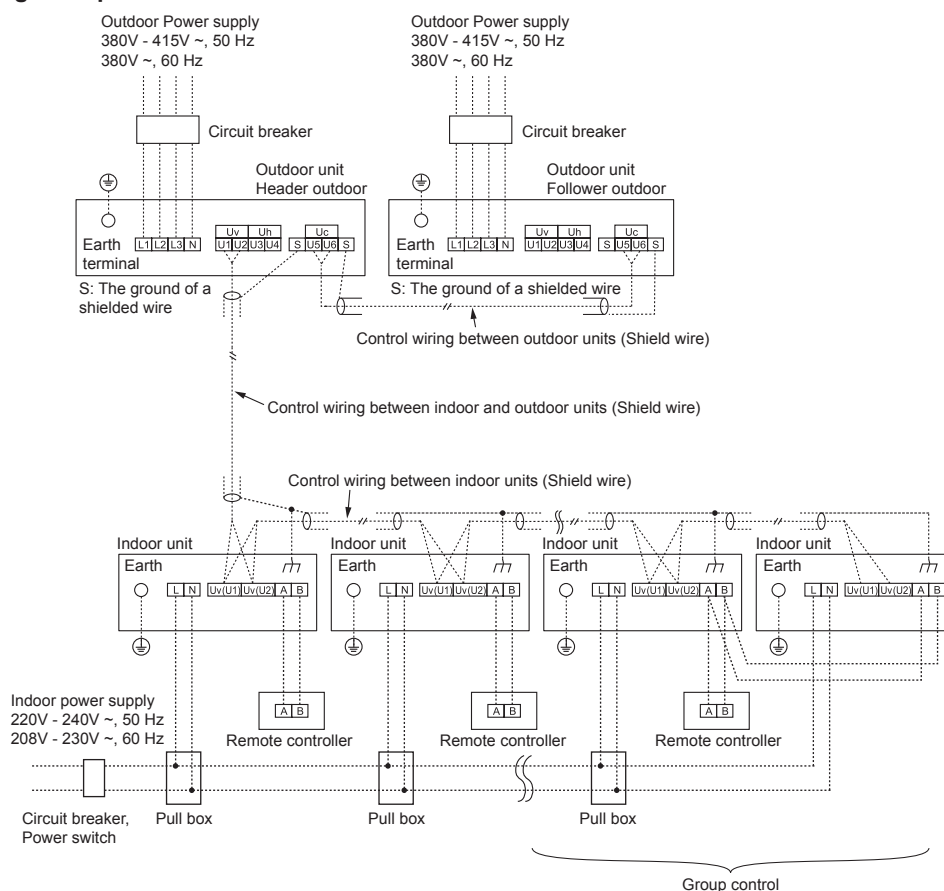 Outdoor Power supply
380V - 415V ~, 50 Hz
380V ~, 60 Hz
Outdoor Power supply
380V - 415V ~, 50 Hz
380V ~, 60 Hz
Circuit breaker
Circuit breaker
Outdoor unit
Header outdoor
Outdoor unit
Follower outdoor
Uv Uh Uc
Earth terminal
L1 L2 L3 N U1 U2 U3 U4 S U5 U6 S
Uv Uh Uc
Earth terminal
L1 L2 L3 N U1 U2 U3 U4 S U5 U6 S
S: The ground of a
shielded wire
S: The ground of a shielded wire
Control wiring between outdoor units (Shield wire)
Control wiring between indoor and outdoor units (Shield wire)
Control wiring between indoor units (Shield wire)
Indoor unit
Earth
L N Uv(U1) Uv(U2) A B
Indoor unit
Earth
L N Uv(U1) Uv(U2) A B
Indoor unit
Earth
L N Uv(U1) Uv(U2) A B
Indoor unit
Earth
L N Uv(U1) Uv(U2) A B
Indoor power supply
220V - 240V ~, 50 Hz
208V - 230V ~, 60 Hz
A B
Remote controller
A B
Remote controller
A B
Remote controller
Circuit breaker,
Power switch
Pull box
Pull box
Pull box
Group control